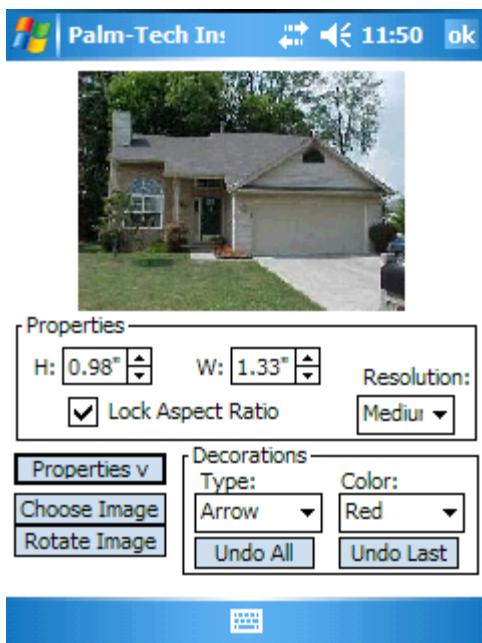 Palm-Tech Ins 11:50 ok
Properties
H: 0.98" W: 1.33" Resolution:
Lock Aspect Ratio Mediu
Properties v
Choose Image
Rotate Image
Decorations
Type: Color:
Arrow Red
Undo All Undo Last